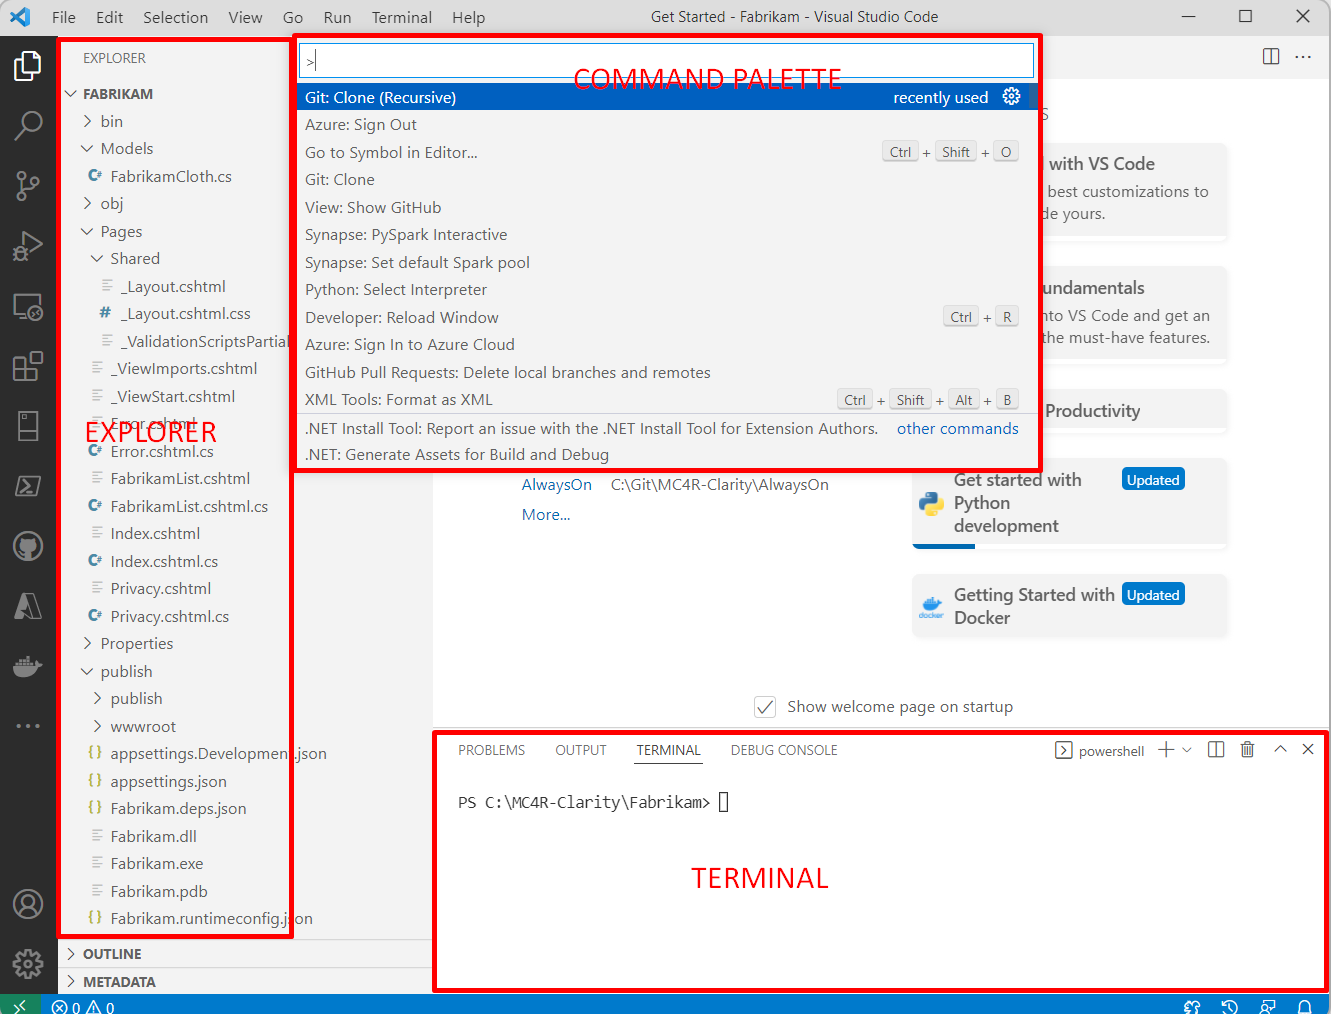 File Edit Selection View Go Run Terminal Help
Get Started - Fabrikam - Visual Studio Code
EXPLORER
FABRIKAM
bin
Models
FabrikamCloth.cs
obj
Pages
Shared
_Layout.cshtml
_Layout.cshtml.css
_ValidationScriptsPartial
_ViewImports.cshtml
_ViewStart.cshtml
Error.cshtml
EXPLORER
Error.cshtml.cs
FabrikamList.cshtml
FabrikamList.cshtml.cs
Index.cshtml
Index.cshtml.cs
Privacy.cshtml
Privacy.cshtml.cs
Properties
publish
publish
wwwroot
appsettings.Development.json
appsettings.json
Fabrikam.deps.json
Fabrikam.dll
Fabrikam.exe
Fabrikam.pdb
Fabrikam.runtimeconfig.json
OUTLINE
METADATA
>
COMMAND PALETTE
Git: Clone (Recursive) recently used
Azure: Sign Out
Go to Symbol in Editor... Ctrl + Shift + O
Git: Clone
View: Show GitHub
Synapse: PySpark Interactive
Synapse: Set default Spark pool
Python: Select Interpreter
Developer: Reload Window Ctrl + R
Azure: Sign In to Azure Cloud
GitHub Pull Requests: Delete local branches and remotes
XML Tools: Format as XML Ctrl + Shift + Alt + B
.NET Install Tool: Report an issue with the .NET Install Tool for Extension Authors. other commands
.NET: Generate Assets for Build and Debug
AlwaysOn C:\Git\MC4R-Clarity\AlwaysOn
More...
with VS Code
best customizations to
de yours.
undamentals
nto VS Code and get an
the must-have features.
Productivity
Get started with Updated
Python
development
Getting Started with Updated
Docker
docker
Show welcome page on startup
PROBLEMS OUTPUT TERMINAL DEBUG CONSOLE powershell
PS C:\MC4R-Clarity\Fabrikam>
TERMINAL
0 0